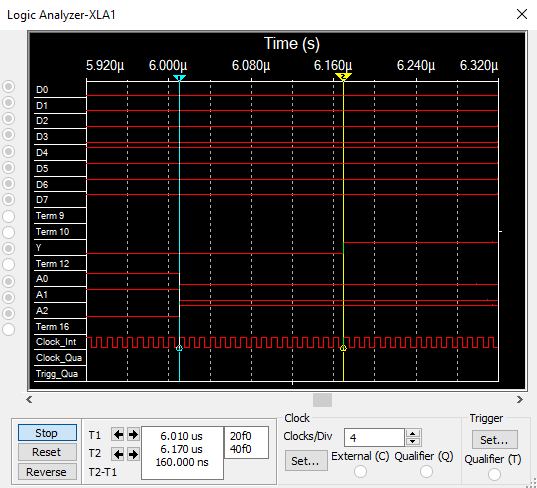 Logic Analyzer-XLA1
Time (s)
5.920µ 6.000µ 6.080µ 6.160µ 6.240µ 6.320µ
1 2
D0
D1
D2
D3
D4
D5
D6
D7
Term 9
Term 10
Y
Term 12
A0
A1
A2
Term 16
Clock_Int
Clock_Qua
Trigg_Qua
Stop
Reset
Reverse
T1 6.010 us 20f0
T2 6.170 us 40f0
T2-T1 160.000 ns
Clock
Clocks/Div 4
Set...
External (C) Qualifier (Q)
Trigger
Set...
Qualifier (T)